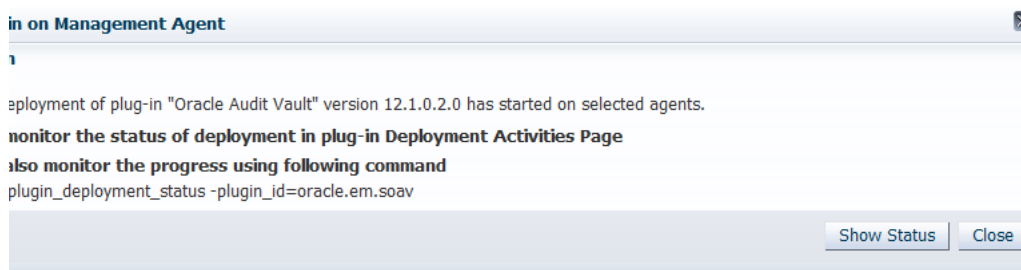 in on Management Agent
n
eployment of plug-in "Oracle Audit Vault" version 12.1.0.2.0 has started on selected agents.
monitor the status of deployment in plug-in Deployment Activities Page
also monitor the progress using following command
plugin_deployment_status -plugin_id=oracle.em.soav
Show Status Close